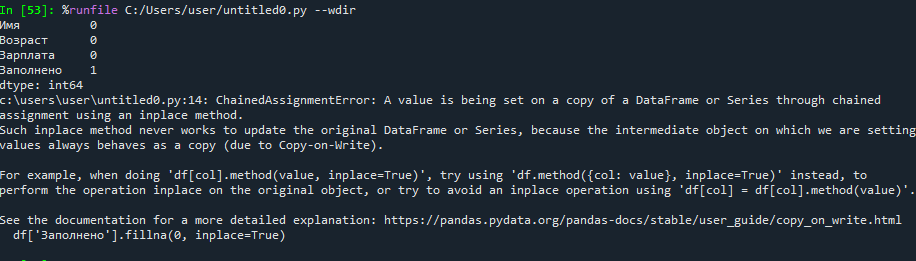 In [53]: %runfile C:/Users/user/untitled0.py --wdir
Имя          0
Возраст      0
Зарплата     0
Заполнено    1
dtype: int64
c:\users\user\untitled0.py:14: ChainedAssignmentError: A value is being set on a copy of a DataFrame or Series through chained
assignment using an inplace method.
Such inplace method never works to update the original DataFrame or Series, because the intermediate object on which we are setting
values always behaves as a copy (due to Copy-on-Write).

For example, when doing 'df[col].method(value, inplace=True)', try using 'df.method({col: value}, inplace=True)' instead, to
perform the operation inplace on the original object, or try to avoid an inplace operation using 'df[col] = df[col].method(value)'.

See the documentation for a more detailed explanation: https://pandas.pydata.org/pandas-docs/stable/user_guide/copy_on_write.html
  df['Заполнено'].fillna(0, inplace=True)